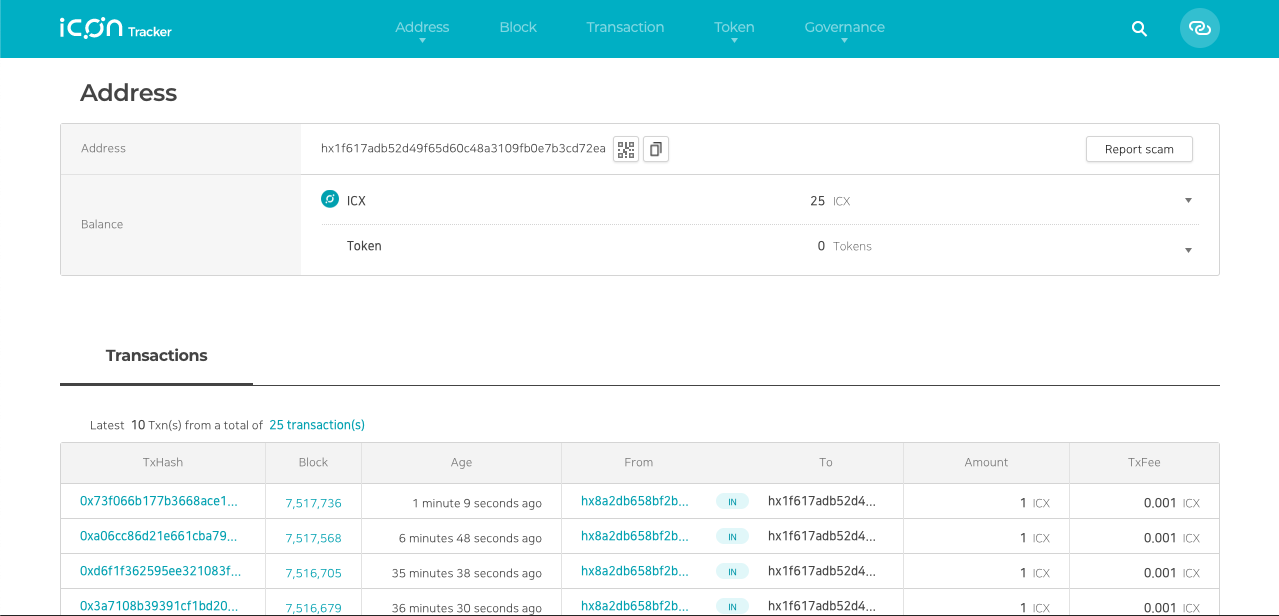 icon Tracker Address Block Transaction Token Governance
Address
Address hx1f617adb52d49f65d60c48a3109fb0e7b3cd72ea Report scam
Balance
ICX 25 ICX
Token 0 Tokens
Transactions
Latest 10 Txn(s) from a total of 25 transaction(s)
TxHash Block Age From To Amount TxFee
0x73f066b177b3668ace1... 7,517,736 1 minute 9 seconds ago hx8a2db658bf2b... IN hx1f617adb52d4... 1 ICX 0.001 ICX
0xa06cc86d21e661cba79... 7,517,568 6 minutes 48 seconds ago hx8a2db658bf2b... IN hx1f617adb52d4... 1 ICX 0.001 ICX
0xd6f1f362595ee321083f... 7,516,705 35 minutes 38 seconds ago hx8a2db658bf2b... IN hx1f617adb52d4... 1 ICX 0.001 ICX
0x3a7108b39391cf1bd20... 7,516,679 36 minutes 30 seconds ago hx8a2db658bf2b... IN hx1f617adb52d4... 1 ICX 0.001 ICX